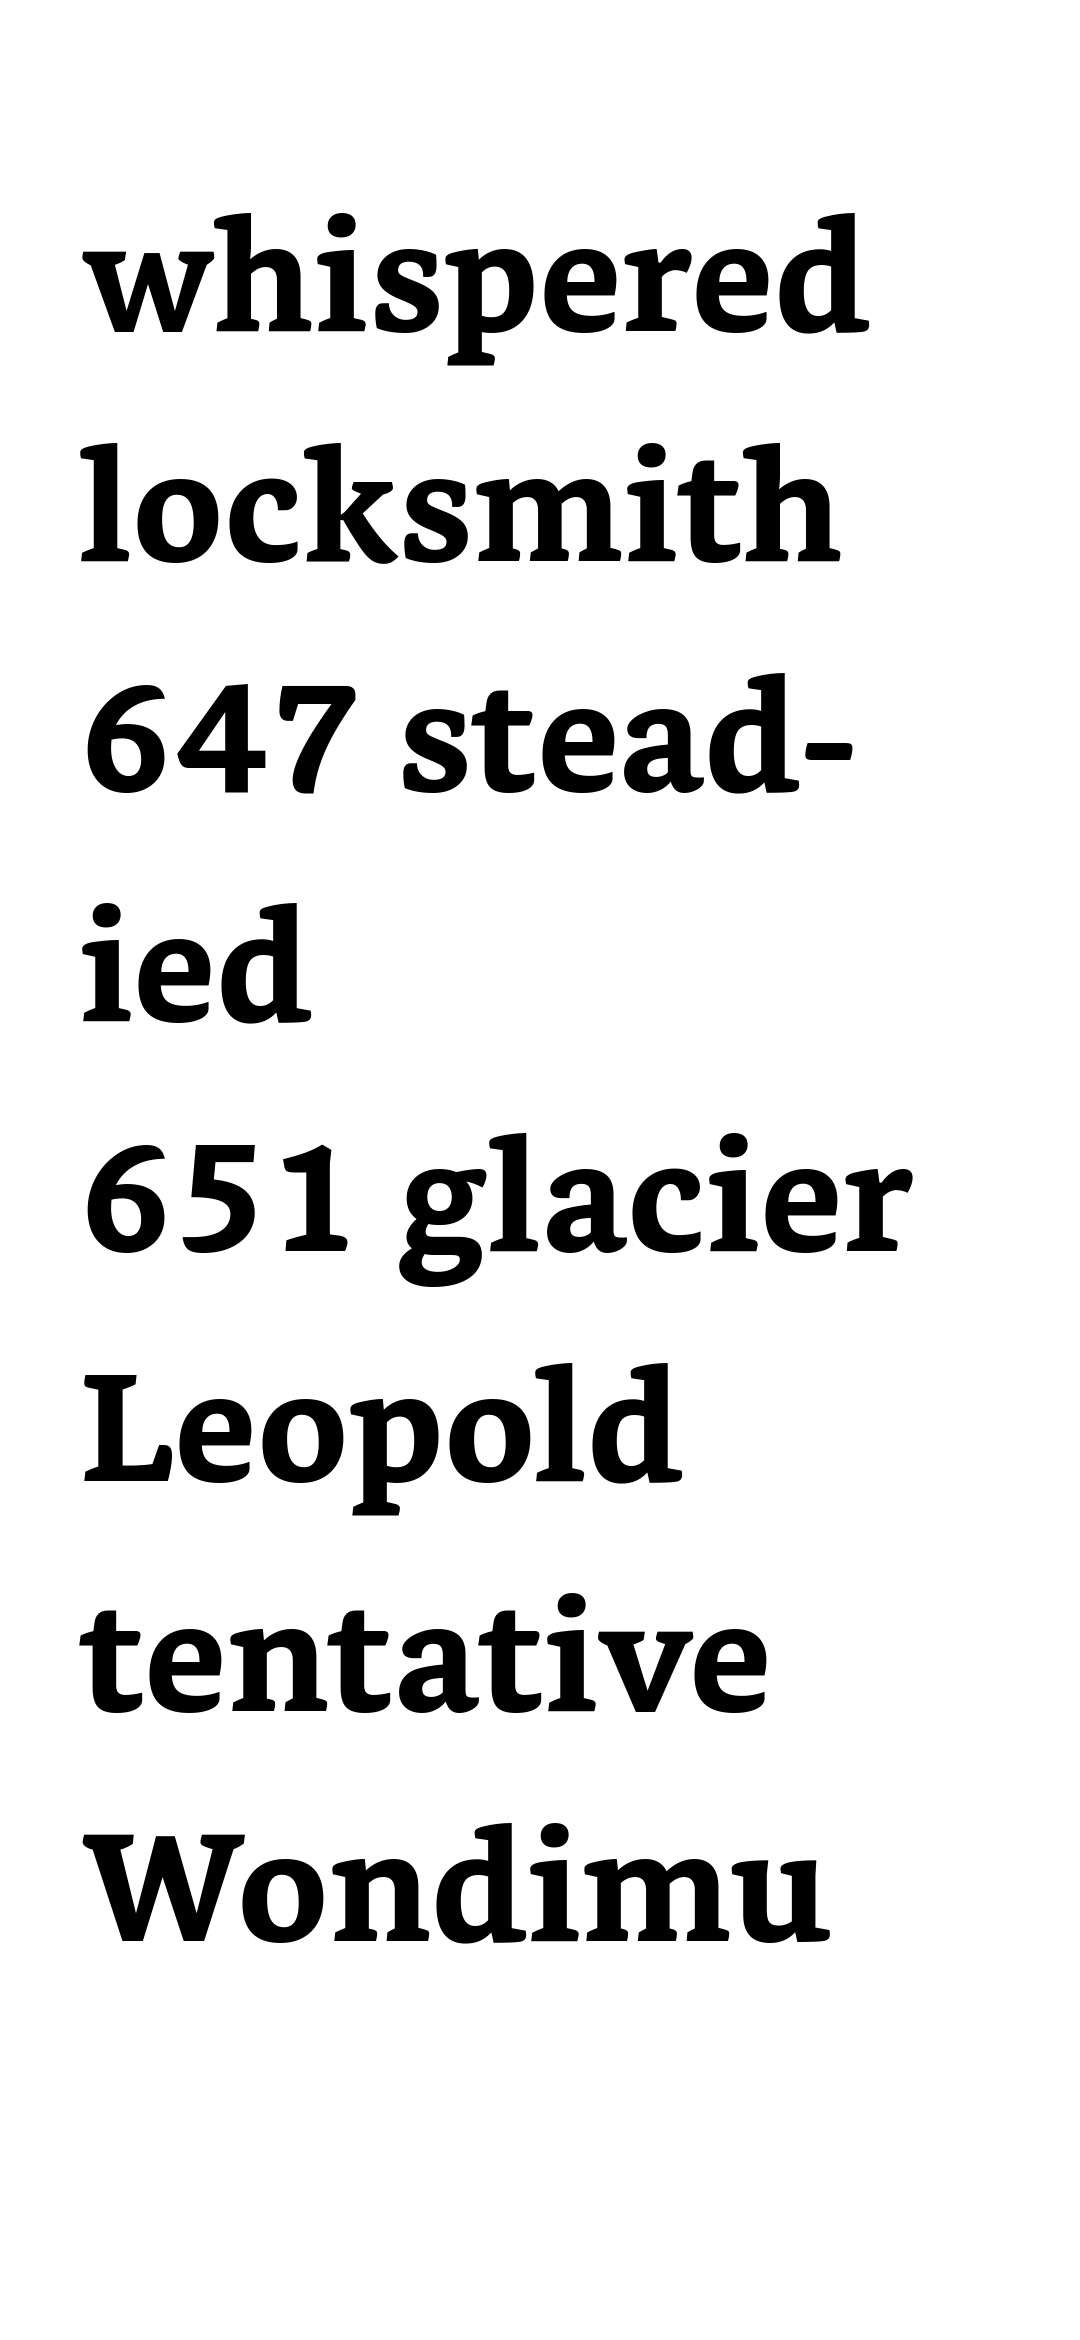 whispered
locksmith
647 stead-
ied
651 glacier
Leopold
tentative
Wondimu